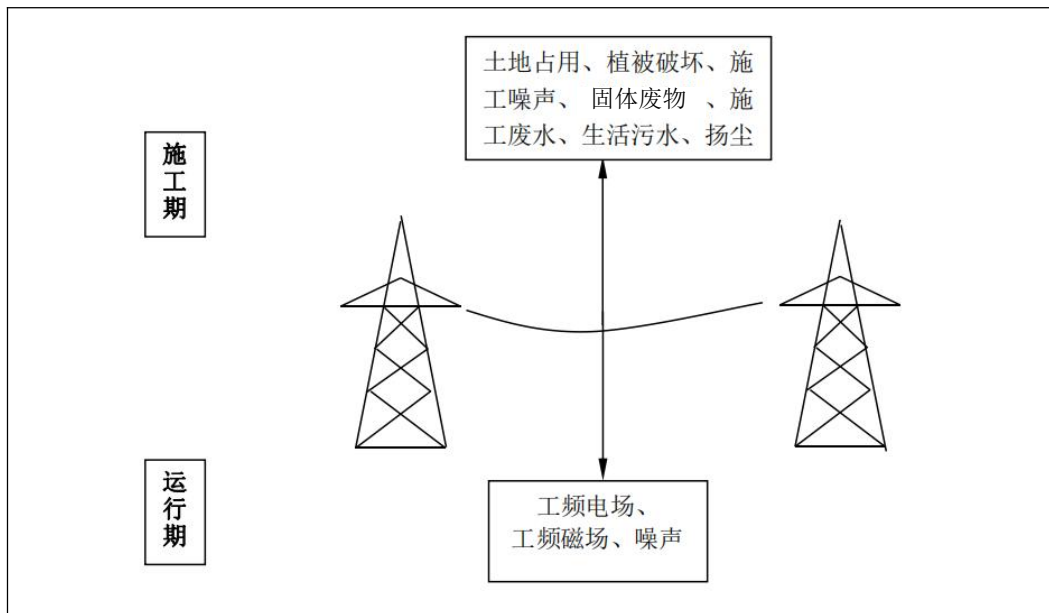 土地占用、植被破坏、施
工噪声、 固体废物 、施
工废水、生活污水、扬尘
施
工
期
运
行
期
工频电场、
工频磁场、噪声